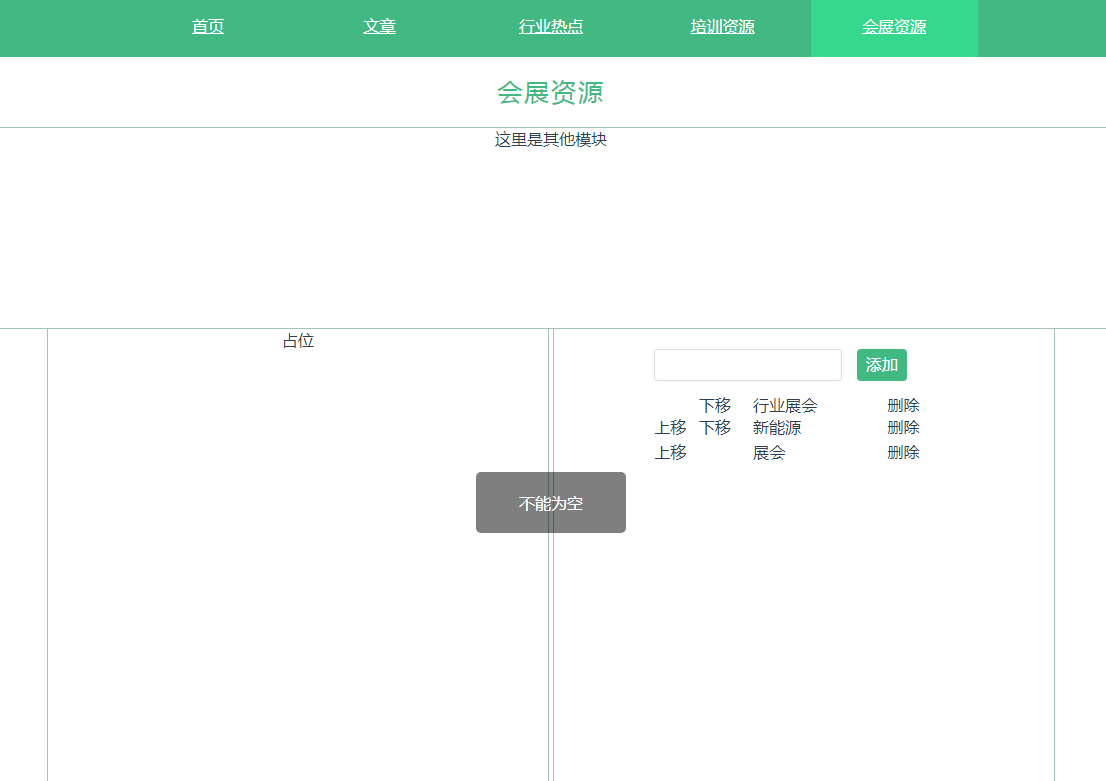 首页 文章 行业热点 培训资源 会展资源
会展资源
这里是其他模块
占位
添加
下移 行业展会 删除
上移 下移 新能源 删除
上移 展会 删除
不能为空